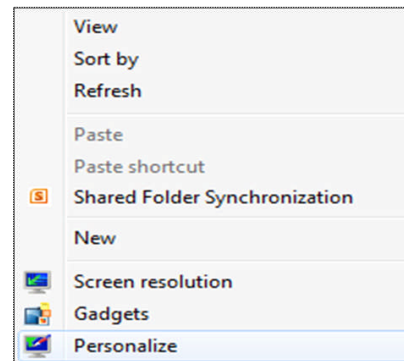 View
Sort by
Refresh
Paste
Paste shortcut
S Shared Folder Synchronization
New
Screen resolution
Gadgets
Personalize